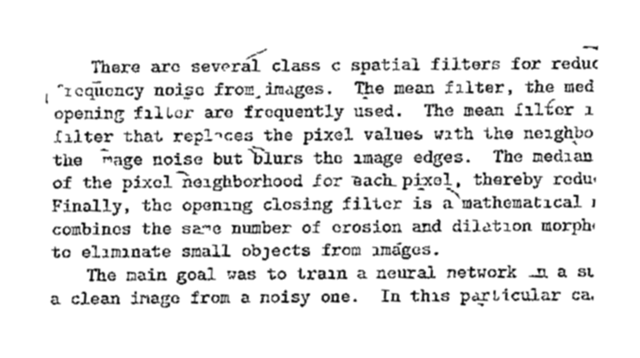 There are several class c spatial filters for reduc
requency noise from images. The mean filter, the med
opening filter are frequently used. The mean filter
filter that replaces the pixel values with the neighbo
the image noise but blurs the image edges. The median
of the pixel neighborhood for each pixel, thereby redu
Finally, the opening closing filter is a mathematical
combines the same number of erosion and dilation morph
to eliminate small objects from images.
The main goal was to train a neural network in a
a clean image from a noisy one. In this particular ca